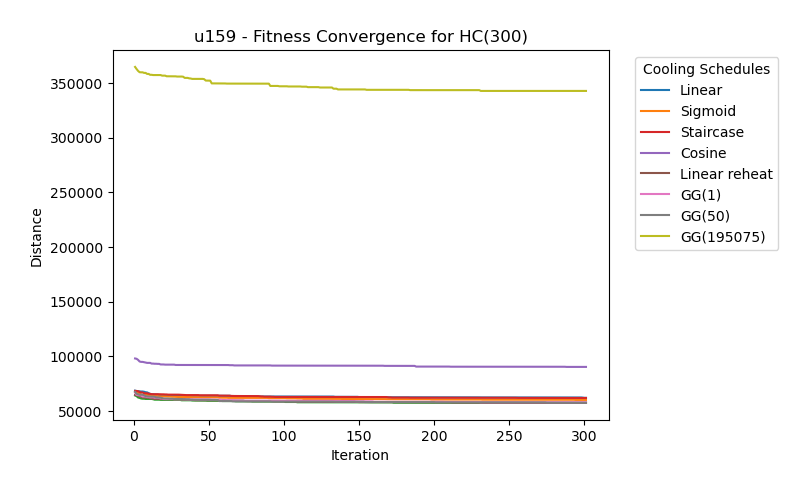 u159 - Fitness Convergence for HC(300)
Distance
350000
300000
250000
200000
150000
100000
50000
0
50
100
150
200
250
300
Iteration
Cooling Schedules
Linear
Sigmoid
Staircase
Cosine
Linear reheat
GG(1)
GG(50)
GG(195075)